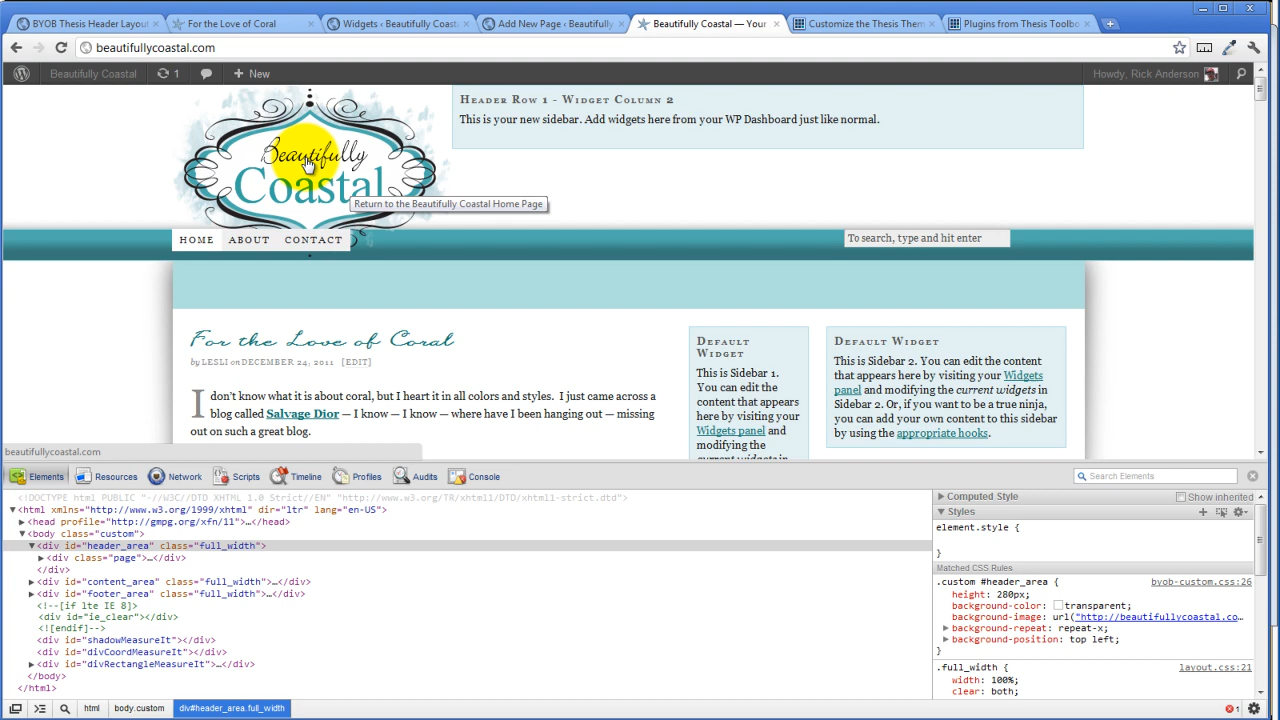 BYOB Thesis Header Layou
For the Love of Coral
Widgets ‹ Beautifully Coasta
Add New Page ‹ Beautifully
Beautifully Coastal — Your
Customize the Thesis Them
Plugins from Thesis Toolbo
beautifullycoastal.com
Beautifully Coastal
1
New
Howdy, Rick Anderson
Header Row 1 - Widget Column 2
This is your new sidebar. Add widgets here from your WP Dashboard just like normal.
Beautifully
Coastal
Return to the Beautifully Coastal Home Page
HOME ABOUT CONTACT
To search, type and hit enter
For the Love of Coral
by LESLI on DECEMBER 24, 2011 [EDIT]
I don't know what it is about coral, but I heart it in all colors and styles. I just came across a
blog called Salvage Dior — I know — I know — where have I been hanging out — missing
out on such a great blog.
Default
Widget
This is Sidebar 1.
You can edit the
content that appears
here by visiting your
Widgets panel and
modifying the
current widgets in
Default Widget
This is Sidebar 2. You can edit the content
that appears here by visiting your Widgets
panel and modifying the current widgets in
Sidebar 2. Or, if you want to be a true ninja,
you can add your own content to this sidebar
by using the appropriate hooks.
beautifullycoastal.com
Elements Resources Network Scripts Timeline Profiles Audits Console
Search Elements
<!DOCTYPE html PUBLIC "-//W3C//DTD XHTML 1.0 Strict//EN" "http://www.w3.org/TR/xhtml1/DTD/xhtml1-strict.dtd">
<html xmlns="http://www.w3.org/1999/xhtml" dir="ltr" lang="en-US">
<head profile="http://gmpg.org/xfn/11">…</head>
<body class="custom">
<div id="header_area" class="full_width">
<div class="page">…</div>
</div>
<div id="content_area" class="full_width">…</div>
<div id="footer_area" class="full_width">…</div>
<!--[if lte IE 8]>
<div id="ie_clear"></div>
<![endif]-->
<div id="shadowMeasureIt"></div>
<div id="divCoordMeasureIt"></div>
<div id="divRectangleMeasureIt">…</div>
</body>
</html>
Computed Style
Show inherited
Styles
element.style {
}
Matched CSS Rules
.custom #header_area {
byob-custom.css:26
height: 280px;
background-color: transparent;
background-image: url("http://beautifullycoastal.co…
background-repeat: repeat-x;
background-position: top left;
}
.full_width {
layout.css:21
width: 100%;
clear: both;
html
body.custom
div#header_area.full_width
1